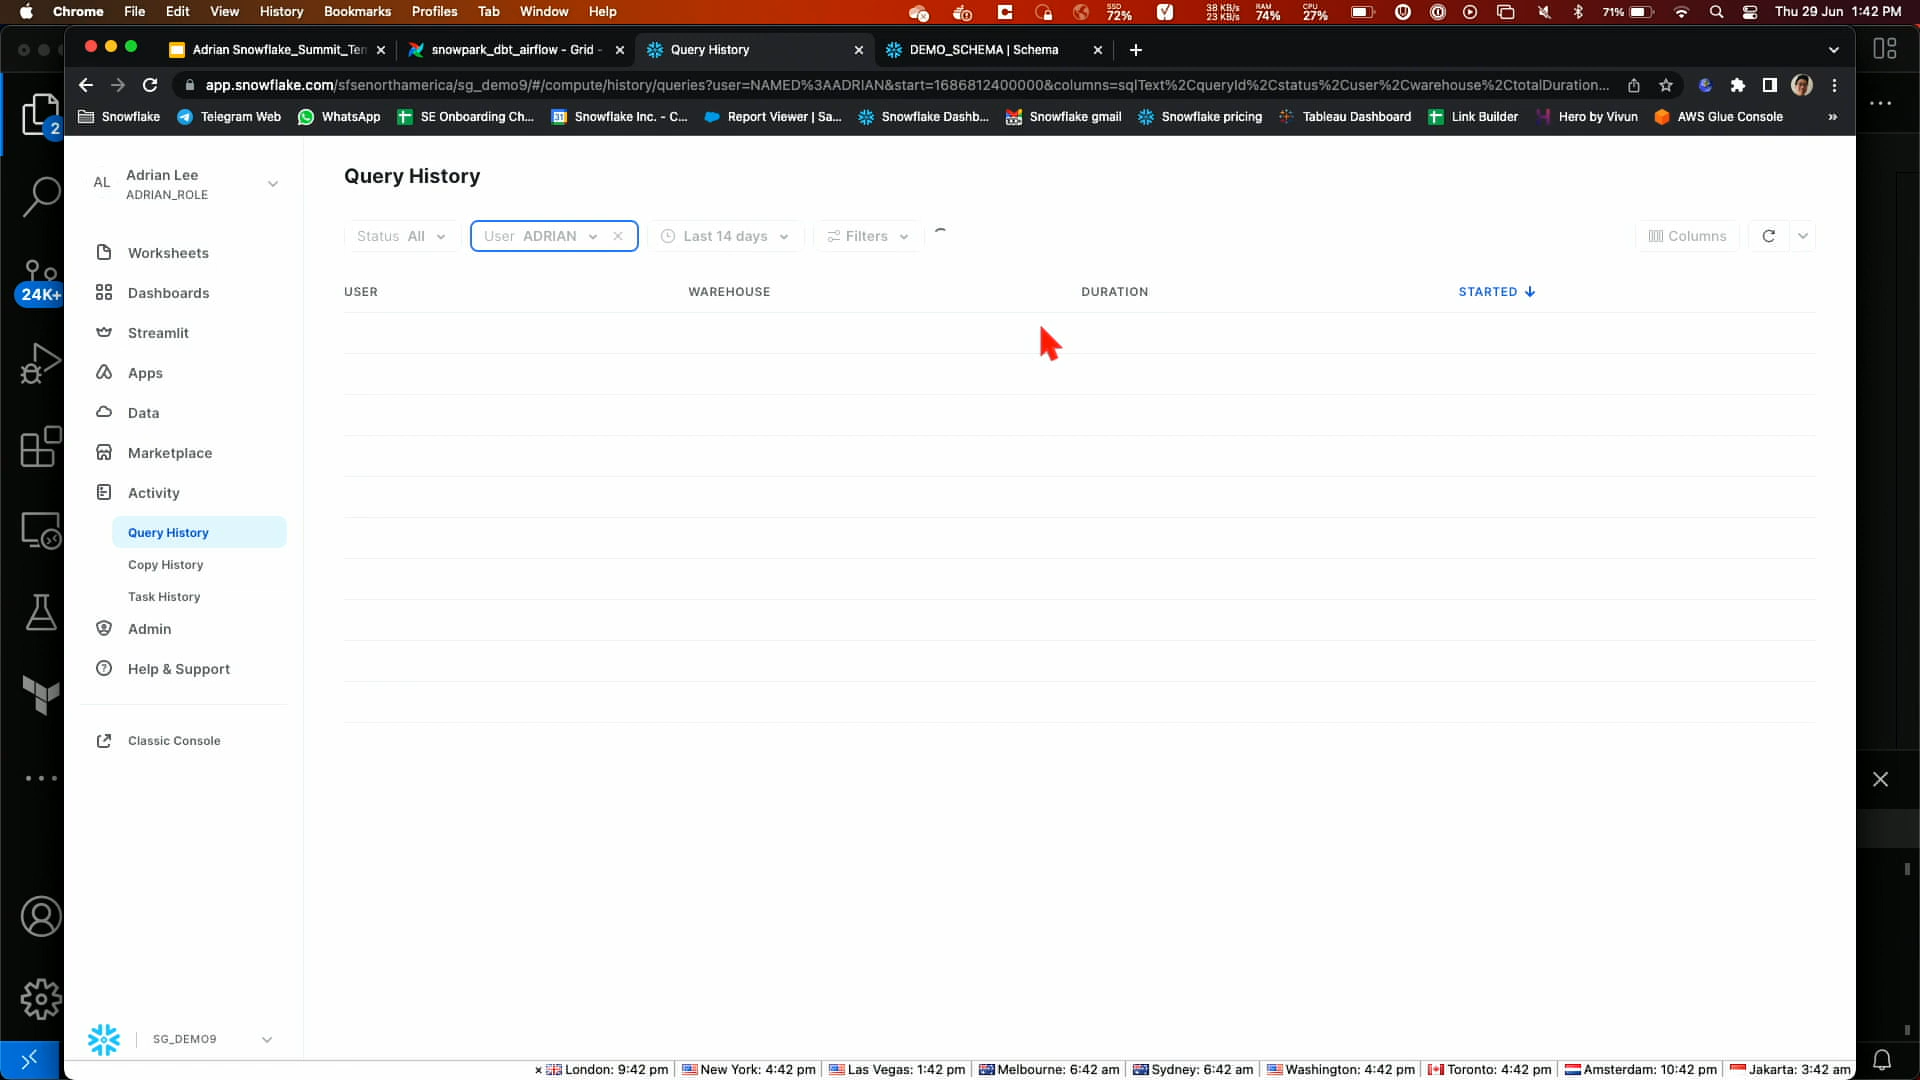 Chrome File Edit View History Bookmarks Profiles Tab Window Help SSD 72% 38 KB/s 23 KB/s RAM 74% CPU 27% 71% Thu 29 Jun 1:42 PM
Adrian Snowflake_Summit_Ten snowpark_dbt_airflow - Grid - Query History DEMO_SCHEMA | Schema
app.snowflake.com/sfsenorthamerica/sg_demo9/#/compute/history/queries?user=NAMED%3AADRIAN&start=1686812400000&columns=sqlText%2CqueryId%2Cstatus%2Cuser%2Cwarehouse%2CtotalDuration...
Snowflake Telegram Web WhatsApp SE Onboarding Ch... Snowflake Inc. - C... Report Viewer | Sa... Snowflake Dashb... Snowflake gmail Snowflake pricing Tableau Dashboard Link Builder Hero by Vivun AWS Glue Console »
2
24K+
AL Adrian Lee
ADRIAN_ROLE
Worksheets
Dashboards
Streamlit
Apps
Data
Marketplace
Activity
Query History
Copy History
Task History
Admin
Help & Support
Classic Console
SG_DEMO9
Query History
Status All User ADRIAN Last 14 days Filters Columns
USER WAREHOUSE DURATION STARTED
× London: 9:42 pm New York: 4:42 pm Las Vegas: 1:42 pm Melbourne: 6:42 am Sydney: 6:42 am Washington: 4:42 pm Toronto: 4:42 pm Amsterdam: 10:42 pm Jakarta: 3:42 am